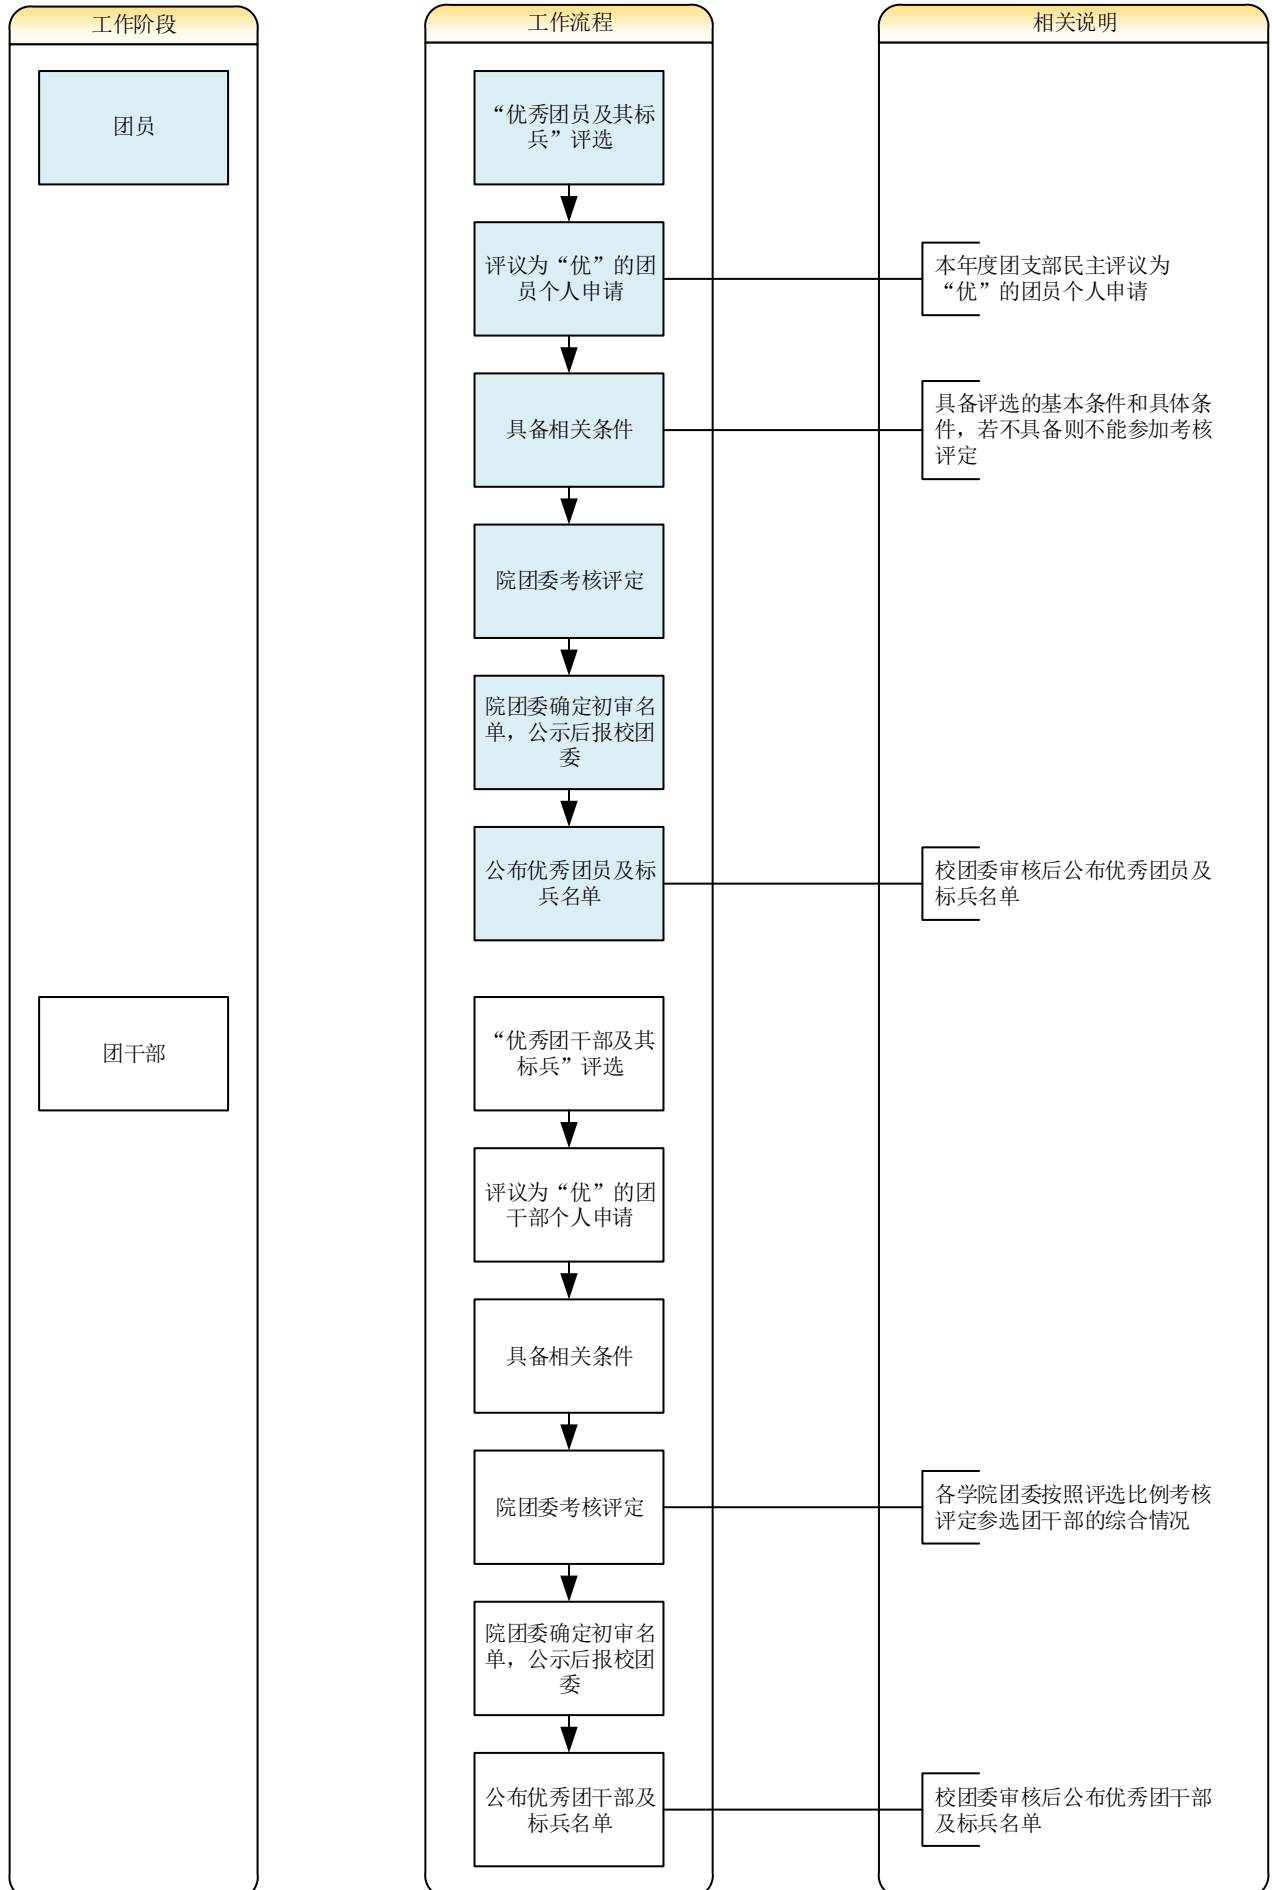 工作阶段
工作流程
相关说明
团员
“优秀团员及其标
兵”评选
评议为“优”的团
员个人申请
本年度团支部民主评议为
“优”的团员个人申请
具备相关条件
具备评选的基本条件和具体条
件，若不具备则不能参加考核
评定
院团委考核评定
院团委确定初审名
单，公示后报校团
委
公布优秀团员及标
兵名单
校团委审核后公布优秀团员及
标兵名单
团干部
“优秀团干部及其
标兵”评选
评议为“优”的团
干部个人申请
具备相关条件
院团委考核评定
各学院团委按照评选比例考核
评定参选团干部的综合情况
院团委确定初审名
单，公示后报校团
委
公布优秀团干部及
标兵名单
校团委审核后公布优秀团干部
及标兵名单